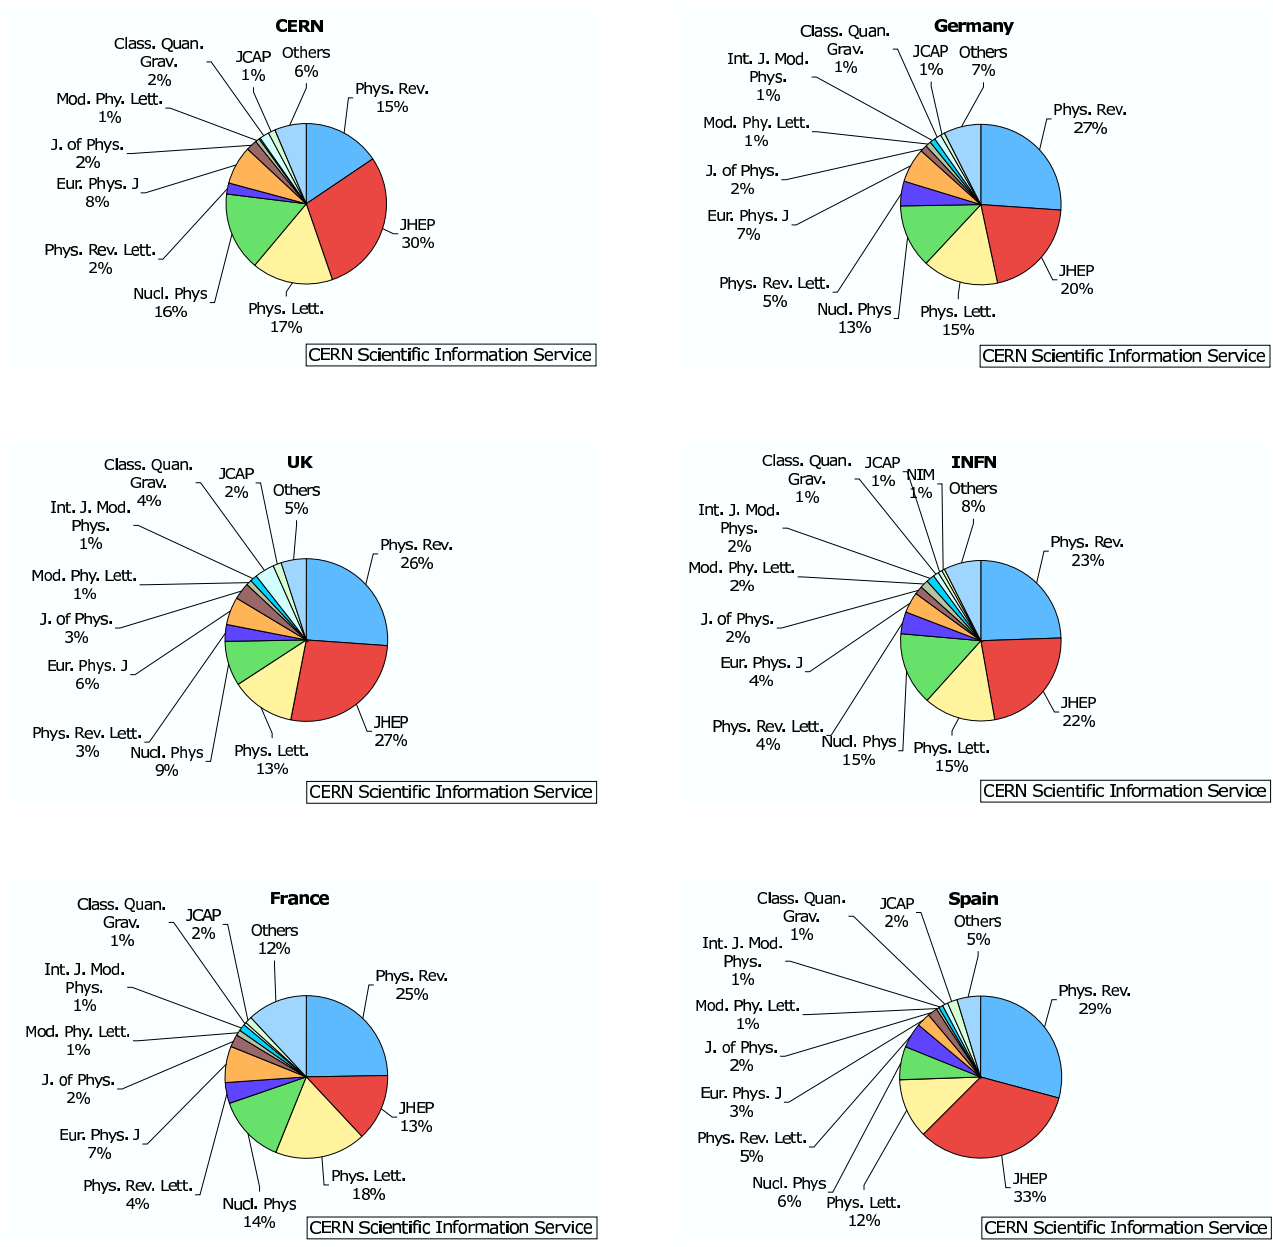 CERN
Class. Quan.
Grav.
2%
JCAP
1%
Others
6%
Phys. Rev.
15%
Mod. Phy. Lett.
1%
J. of Phys.
2%
Eur. Phys. J
8%
JHEP
30%
Phys. Rev. Lett.
2%
Nucl. Phys
16%
Phys. Lett.
17%
CERN Scientific Information Service
Germany
Class. Quan.
Grav.
1%
JCAP
1%
Others
7%
Int. J. Mod.
Phys.
1%
Phys. Rev.
27%
Mod. Phy. Lett.
1%
J. of Phys.
2%
Eur. Phys. J
7%
Phys. Rev. Lett.
5%
JHEP
20%
Nucl. Phys
13%
Phys. Lett.
15%
CERN Scientific Information Service
UK
Class. Quan.
Grav.
4%
JCAP
2%
Others
5%
Int. J. Mod.
Phys.
1%
Phys. Rev.
26%
Mod. Phy. Lett.
1%
J. of Phys.
3%
Eur. Phys. J
6%
Phys. Rev. Lett.
3%
Nucl. Phys
9%
Phys. Lett.
13%
JHEP
27%
CERN Scientific Information Service
INFN
Class. Quan.
Grav.
1%
JCAP
1%
NIM
1%
Others
8%
Int. J. Mod.
Phys.
2%
Phys. Rev.
23%
Mod. Phy. Lett.
2%
J. of Phys.
2%
Eur. Phys. J
4%
JHEP
22%
Phys. Rev. Lett.
4%
Nucl. Phys
15%
Phys. Lett.
15%
CERN Scientific Information Service
France
Class. Quan.
Grav.
1%
JCAP
2%
Others
12%
Int. J. Mod.
Phys.
1%
Phys. Rev.
25%
Mod. Phy. Lett.
1%
J. of Phys.
2%
JHEP
13%
Eur. Phys. J
7%
Phys. Rev. Lett.
4%
Nucl. Phys
14%
Phys. Lett.
18%
CERN Scientific Information Service
Spain
Class. Quan.
Grav.
1%
JCAP
2%
Others
5%
Int. J. Mod.
Phys.
1%
Phys. Rev.
29%
Mod. Phy. Lett.
1%
J. of Phys.
2%
Eur. Phys. J
3%
Phys. Rev. Lett.
5%
Nucl. Phys
6%
Phys. Lett.
12%
JHEP
33%
CERN Scientific Information Service